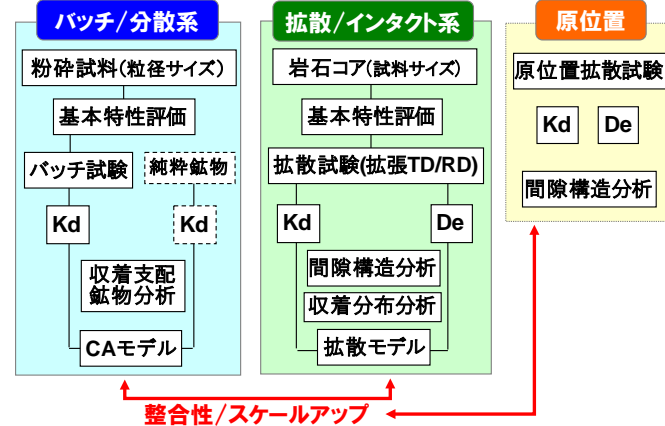 バッチ/分散系
粉砕試料(粒径サイズ)
基本特性評価
バッチ試験
純粋鉱物
Kd
Kd
収着支配
鉱物分析
CAモデル
拡散/インタクト系
岩石コア(試料サイズ)
基本特性評価
拡散試験(拡張TD/RD)
Kd
De
間隙構造分析
収着分布分析
拡散モデル
原位置
原位置拡散試験
Kd
De
間隙構造分析
整合性/スケールアップ